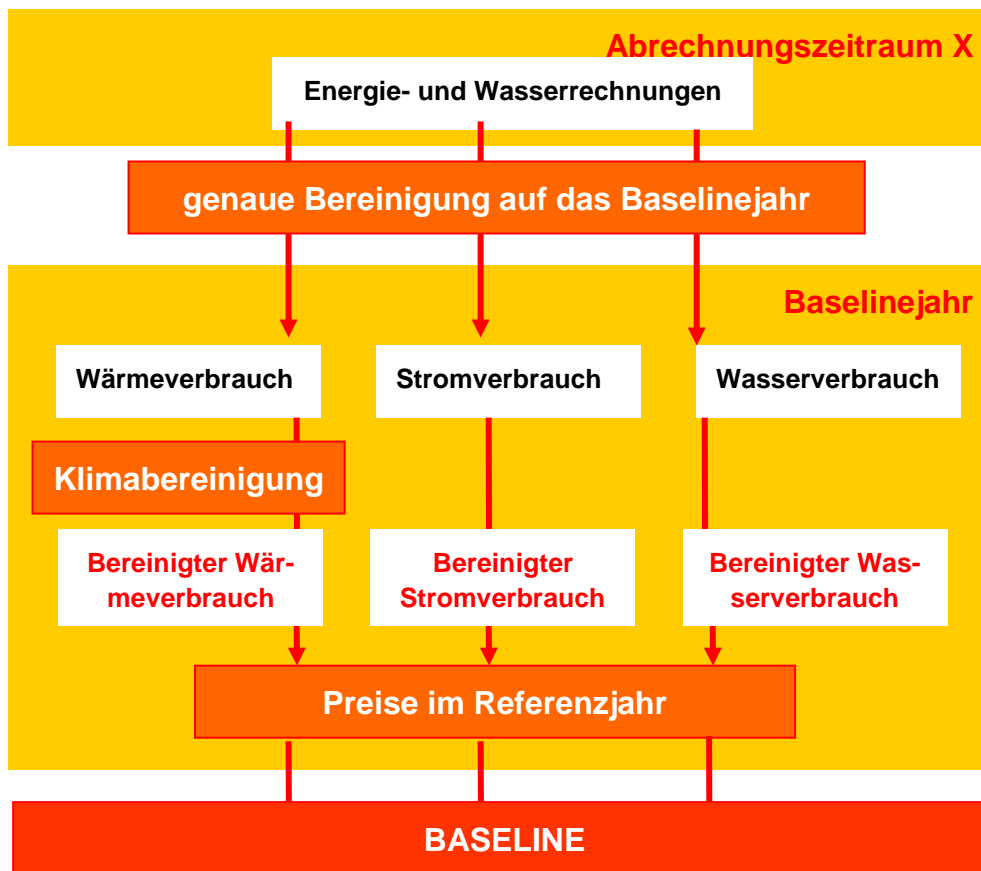 Abrechnungszeitraum X
Energie- und Wasserrechnungen
genaue Bereinigung auf das Baselinejahr
Baselinejahr
Wärmeverbrauch
Stromverbrauch
Wasserverbrauch
Klimabereinigung
Bereinigter Wär-
meverbrauch
Bereinigter
Stromverbrauch
Bereinigter Was-
serverbrauch
Preise im Referenzjahr
BASELINE